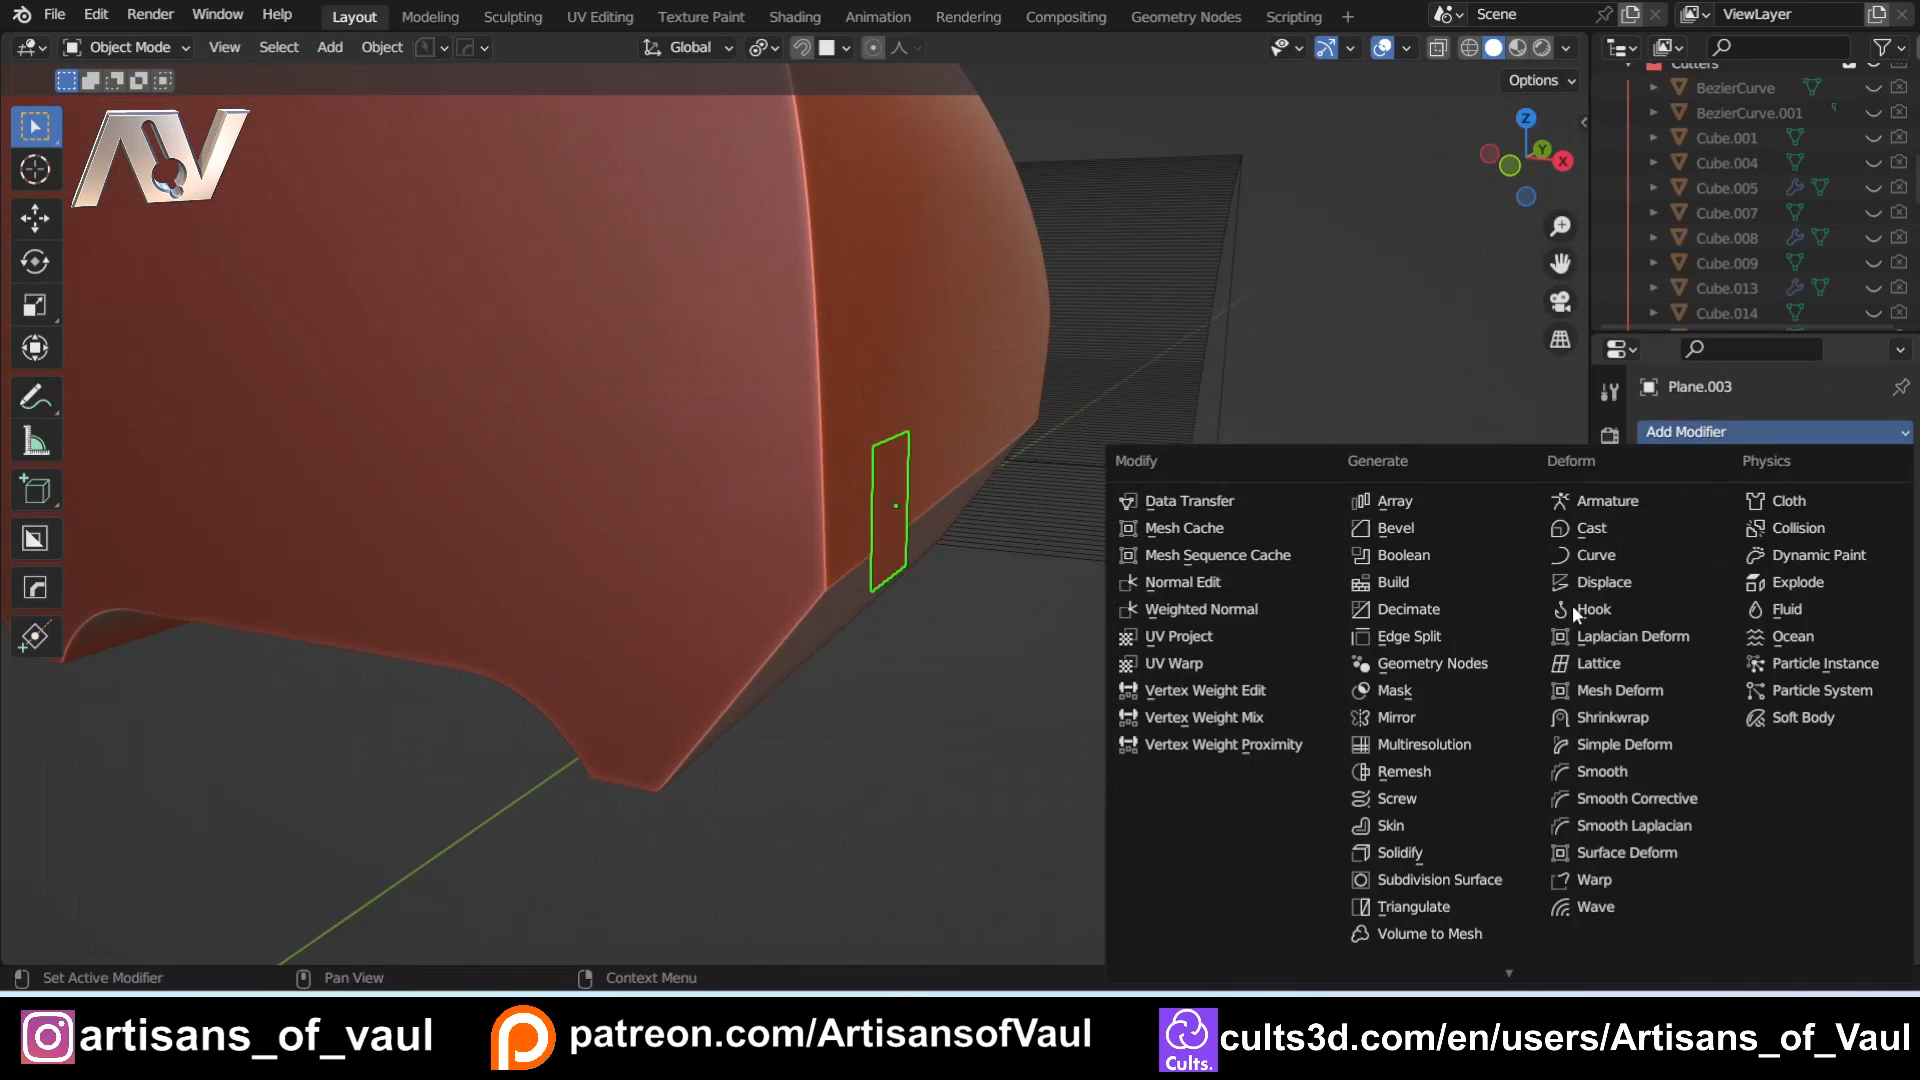 File Edit Render Window Help Layout Modeling Sculpting UV Editing Texture Paint Shading Animation Rendering Compositing Geometry Nodes Scripting + Scene ViewLayer
Object Mode View Select Add Object Global
Options
Cutters
BezierCurve
BezierCurve.001
Cube.001
Cube.004
Cube.005
Cube.007
Cube.008
Cube.009
Cube.013
Cube.014
Z
Y
X
AV
Plane.003
Add Modifier
Modify Generate Deform Physics
Data Transfer Array Armature Cloth
Mesh Cache Bevel Cast Collision
Mesh Sequence Cache Boolean Curve Dynamic Paint
Normal Edit Build Displace Explode
Weighted Normal Decimate Hook Fluid
UV Project Edge Split Laplacian Deform Ocean
UV Warp Geometry Nodes Lattice Particle Instance
Vertex Weight Edit Mask Mesh Deform Particle System
Vertex Weight Mix Mirror Shrinkwrap Soft Body
Vertex Weight Proximity Multiresolution Simple Deform
Remesh Smooth
Screw Smooth Corrective
Skin Smooth Laplacian
Solidify Surface Deform
Subdivision Surface Warp
Triangulate Wave
Volume to Mesh
Set Active Modifier Pan View Context Menu
artisans_of_vaul patreon.com/ArtisansofVaul Cults. cults3d.com/en/users/Artisans_of_Vaul